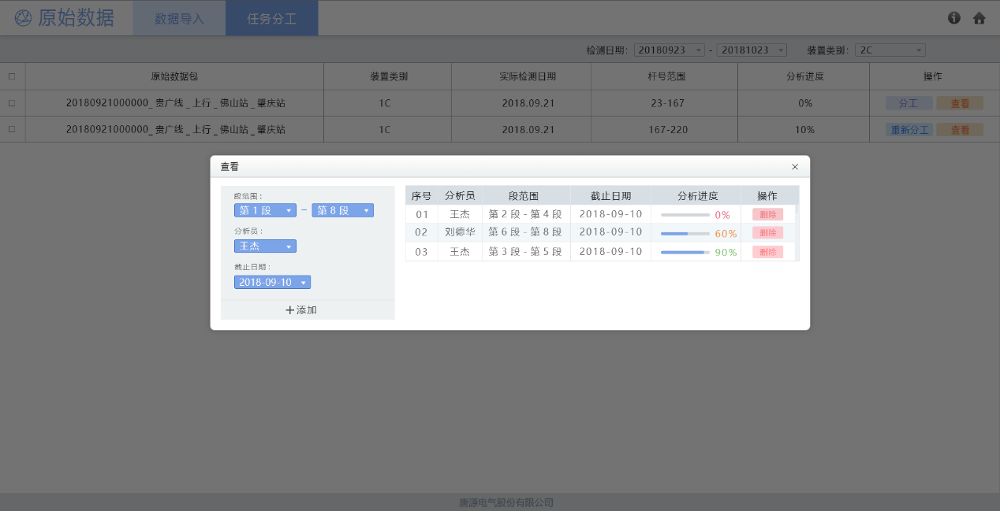 原始数据 数据导入 任务分工
检测日期: 20180923 - 20181023 装置类别: 2C
原始数据包 装置类别 实际检测日期 杆号范围 分析进度 操作
20180921000000_贵广线_上行_佛山站_肇庆站 1C 2018.09.21 23-167 0% 分工 查看
20180921000000_贵广线_上行_佛山站_肇庆站 1C 2018.09.21 167-220 10% 重新分工 查看
查看 ×
段范围:
第 1 段 - 第 8 段
分析员:
王杰
截止日期:
2018-09-10
+添加
序号 分析员 段范围 截止日期 分析进度 操作
01 王杰 第 2 段 - 第 4 段 2018-09-10 0% 删除
02 刘德华 第 6 段 - 第 8 段 2018-09-10 60% 删除
03 王杰 第 3 段 - 第 5 段 2018-09-10 90% 删除
唐源电气股份有限公司